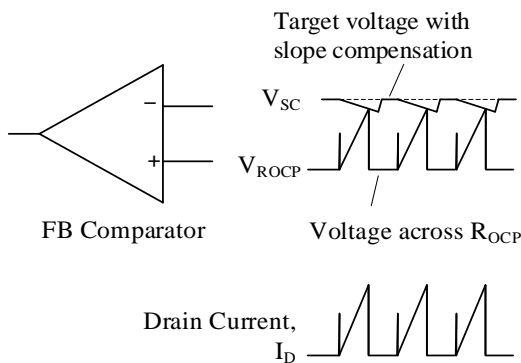 Target voltage with
slope compensation
V_SC
−
+
V_ROCP
FB Comparator
Voltage across R_OCP
Drain Current,
I_D